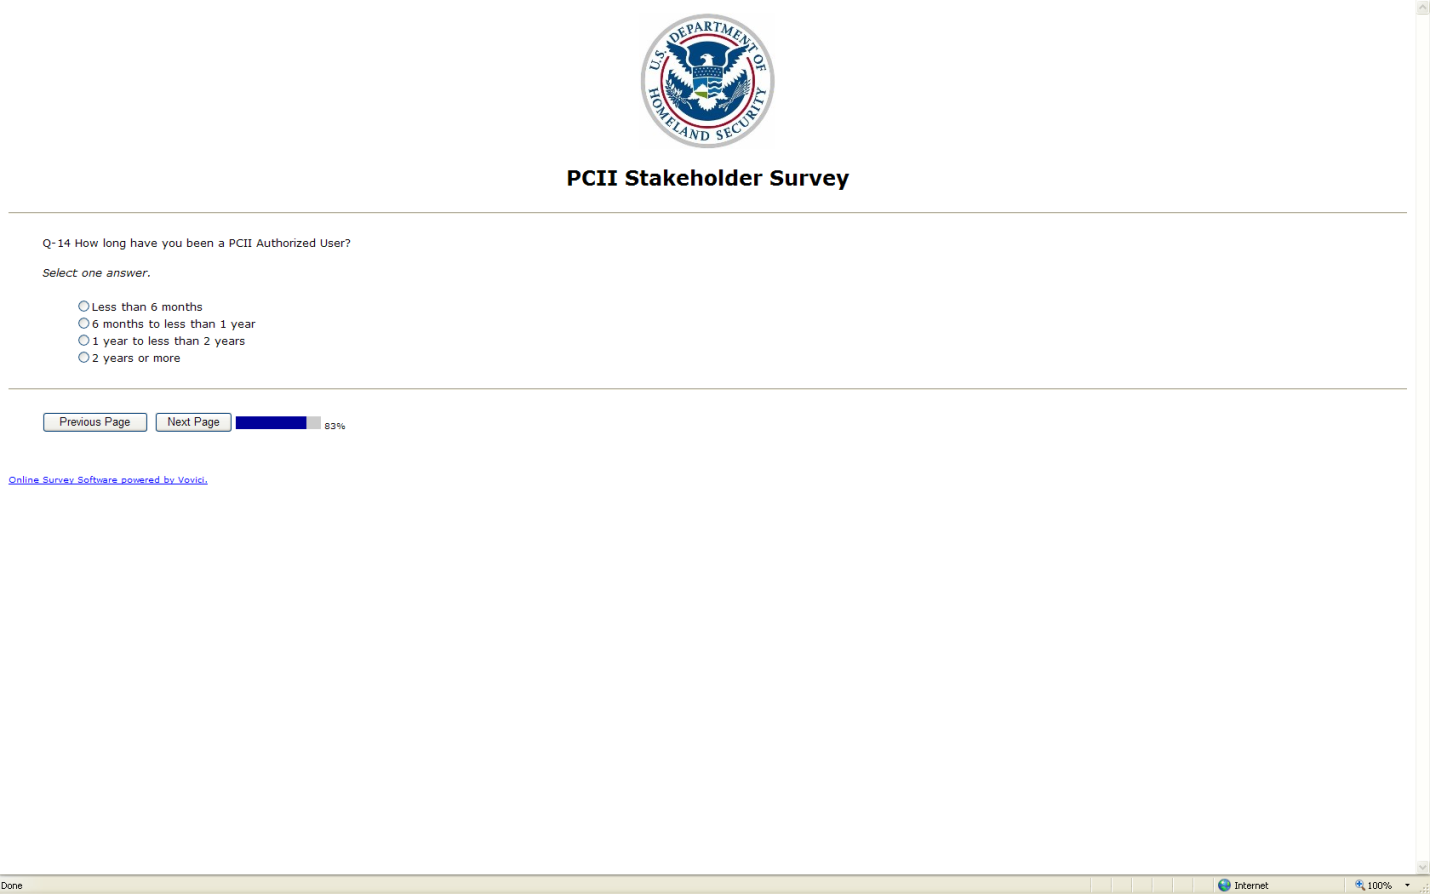 U.S. DEPARTMENT OF
HOMELAND SECURITY
PCII Stakeholder Survey
Q-14 How long have you been a PCII Authorized User?
Select one answer.
Less than 6 months
6 months to less than 1 year
1 year to less than 2 years
2 years or more
Previous Page Next Page 83%
Online Survey Software powered by Vovici.
Done Internet 100%